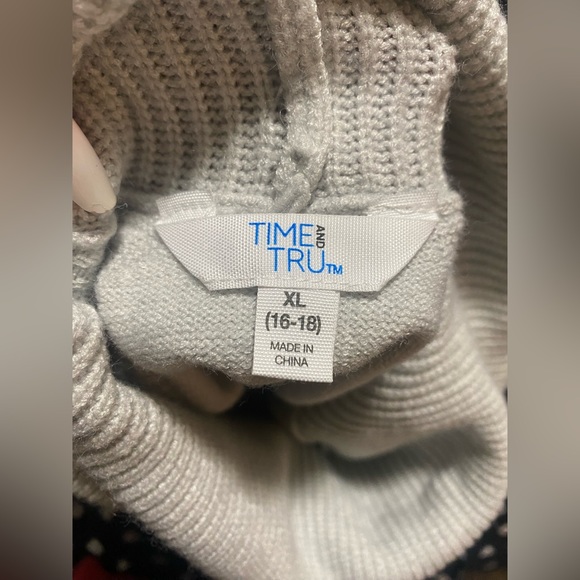 TIME AND
TRU™
XL
(16-18)
MADE IN
CHINA